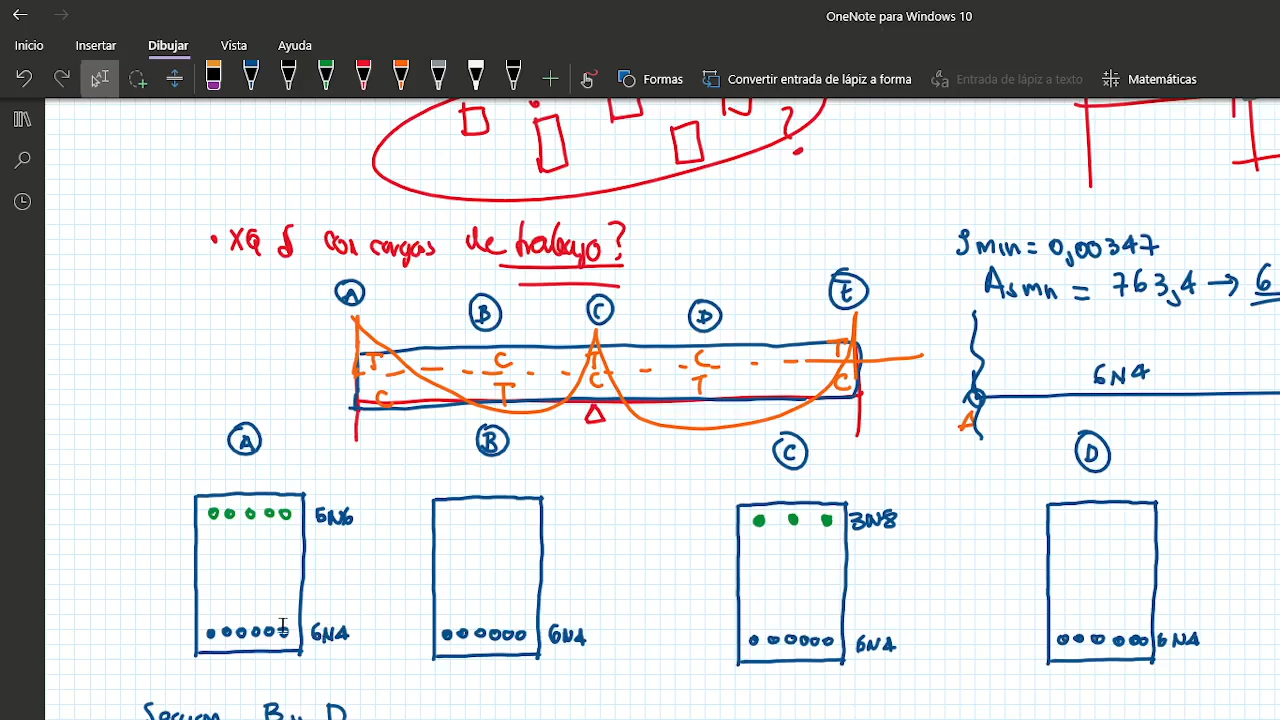 OneNote para Windows 10
Inicio Insertar Dibujar Vista Ayuda
Formas Convertir entrada de lápiz a forma Entrada de lápiz a texto Matemáticas
?
• XQ
con cargas de trabajo?
ρmin = 0,00347
Asmn = 763,4 → 6
A B C D E
T C T C T
C T C T C
Δ
6N4
A
A B C D
5N6 3N8
6N4 6N4 6N4 6N4
B y D